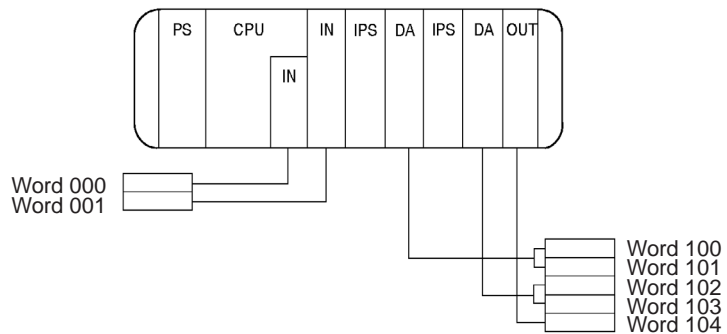 PS CPU IN IPS DA IPS DA OUT
IN
Word 000
Word 001
Word 100
Word 101
Word 102
Word 103
Word 104